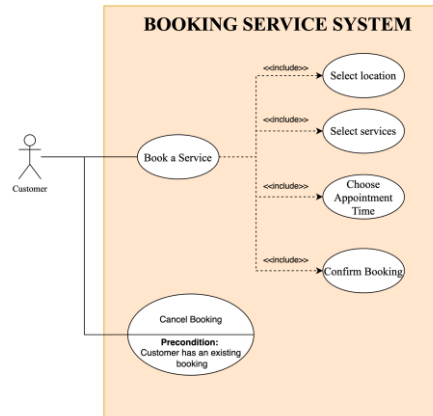 BOOKING SERVICE SYSTEM
<<include>>
Select location
<<include>>
Select services
Book a Service
Customer
<<include>>
Choose
Appointment
Time
<<include>>
Confirm Booking
Cancel Booking
Precondition:
Customer has an existing
booking